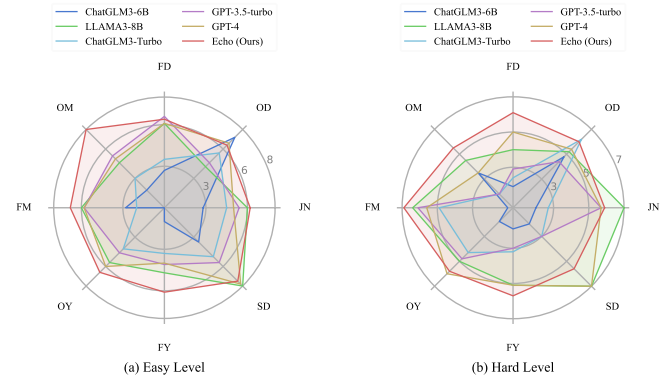 ChatGLM3-6B
LLAMA3-8B
ChatGLM3-Turbo
GPT-3.5-turbo
GPT-4
Echo (Ours)
FD
OM
OD
8
6
3
FM
JN
OY
SD
FY
(a) Easy Level
ChatGLM3-6B
LLAMA3-8B
ChatGLM3-Turbo
GPT-3.5-turbo
GPT-4
Echo (Ours)
FD
OM
OD
7
5
3
FM
JN
OY
SD
FY
(b) Hard Level